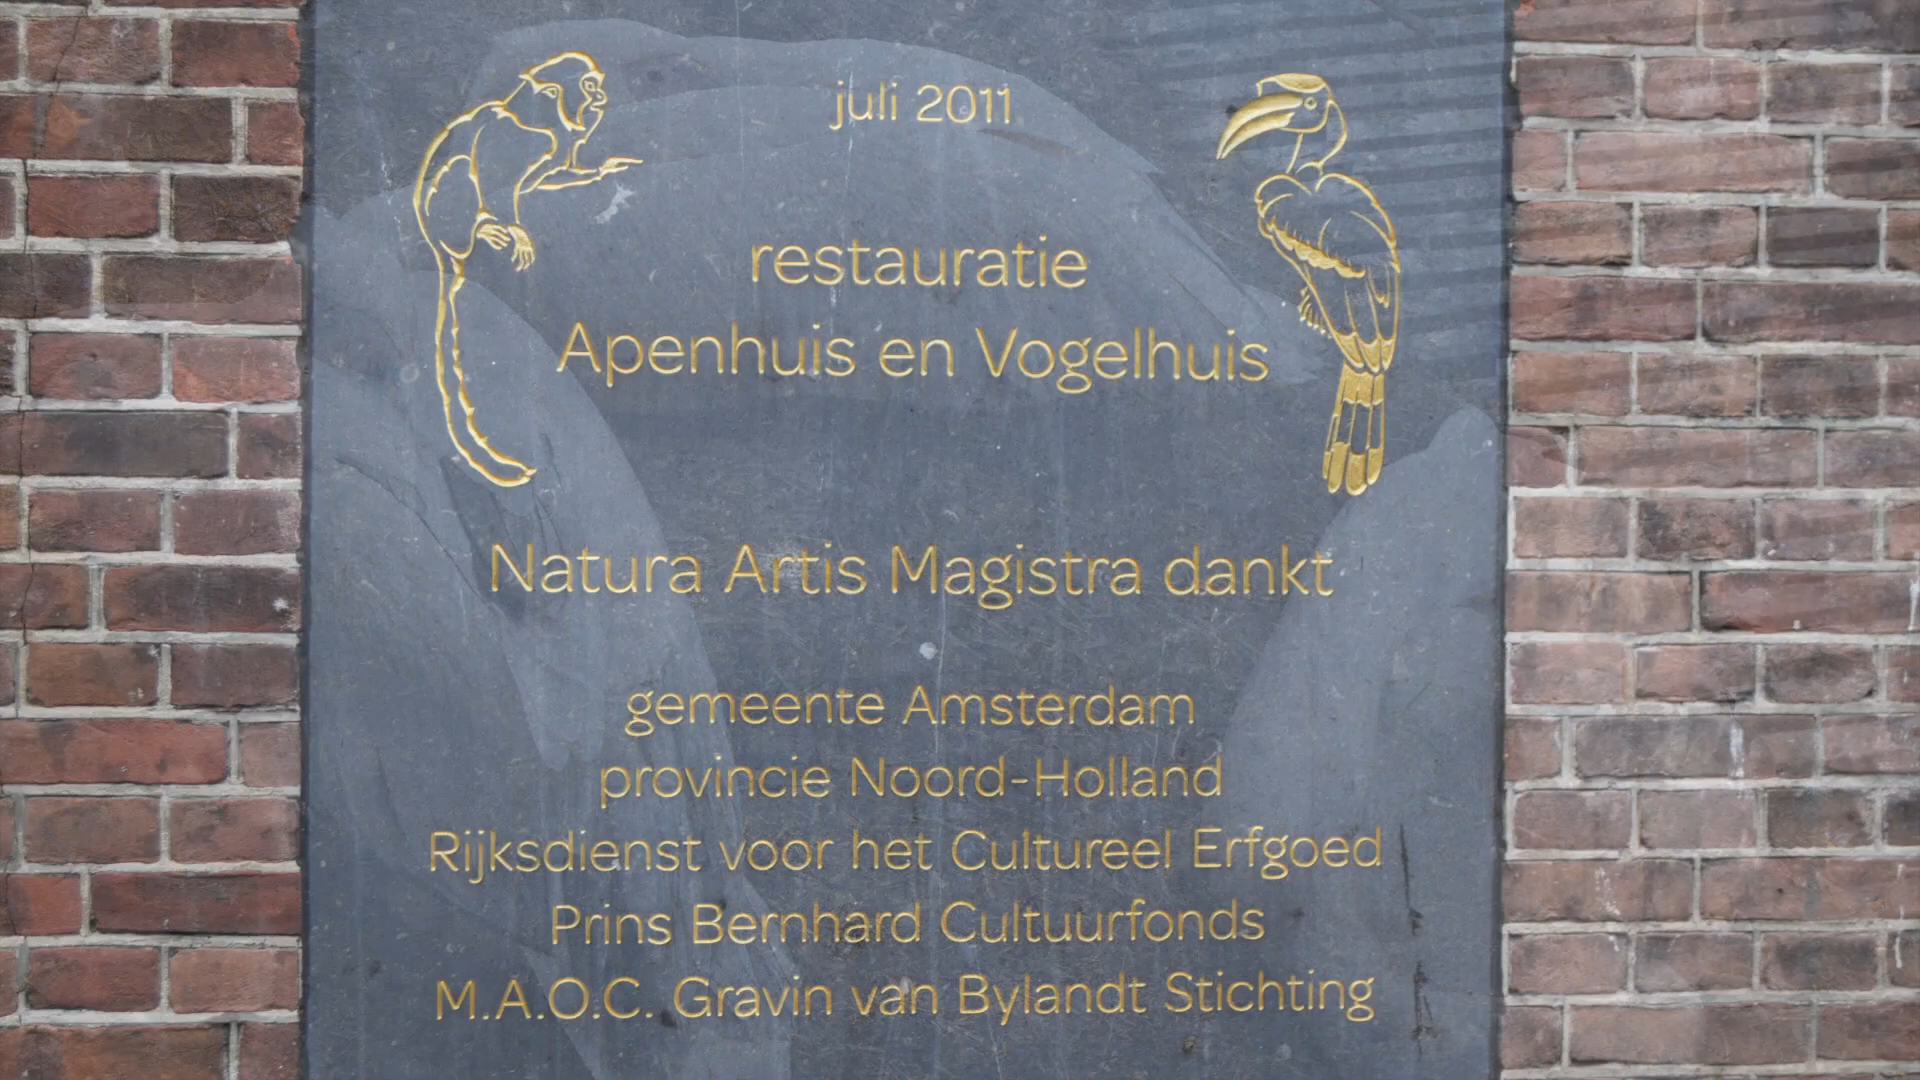 juli 2011
restauratie
Apenhuis en Vogelhuis
Natura Artis Magistra dankt
gemeente Amsterdam
provincie Noord-Holland
Rijksdienst voor het Cultureel Erfgoed
Prins Bernhard Cultuurfonds
M.A.O.C. Gravin van Bylandt Stichting